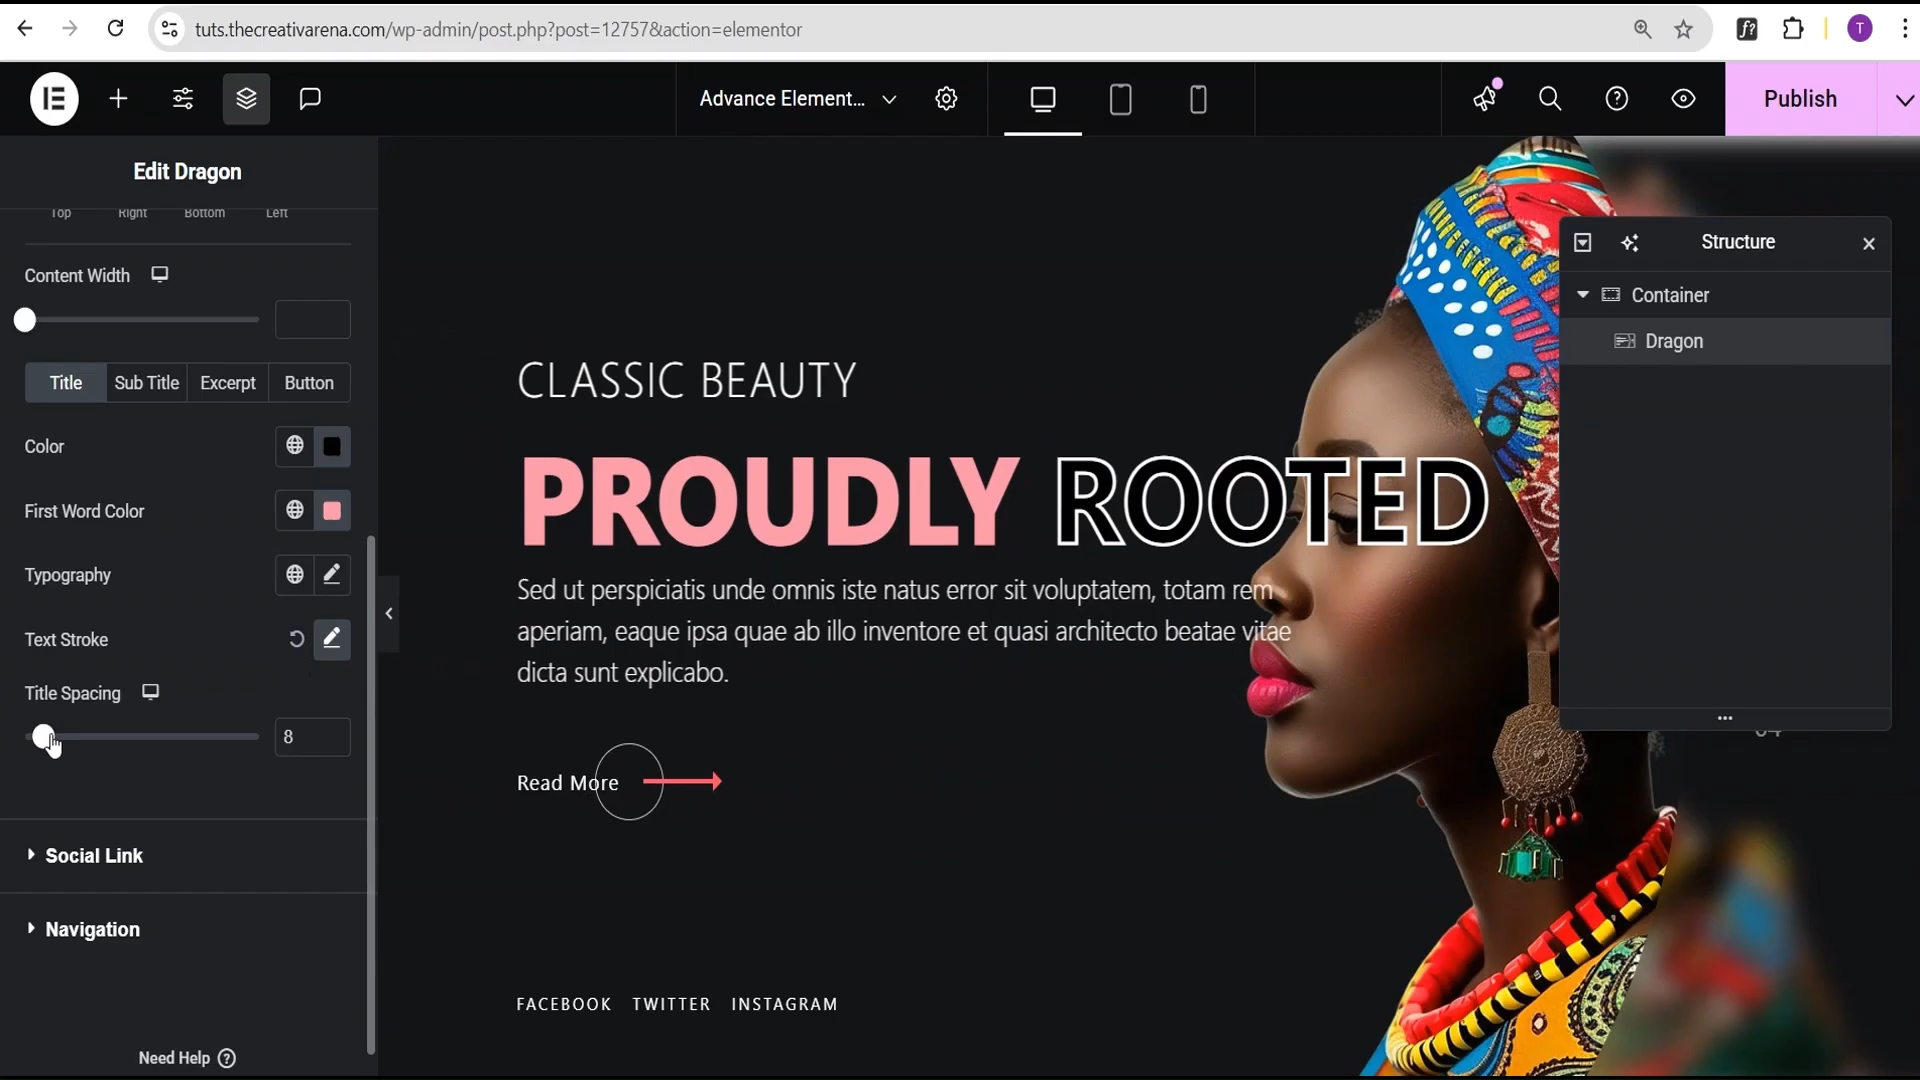 tuts.thecreativarena.com/wp-admin/post.php?post=12757&action=elementor
T
Advance Element...
Publish
Edit Dragon
Top Right Bottom Left
Content Width
Title Sub Title Excerpt Button
Color
First Word Color
Typography
Text Stroke
Title Spacing
8
Social Link
Navigation
Need Help
CLASSIC BEAUTY
PROUDLY ROOTED
Sed ut perspiciatis unde omnis iste natus error sit voluptatem, totam rem
aperiam, eaque ipsa quae ab illo inventore et quasi architecto beatae vitae
dicta sunt explicabo.
Read More
FACEBOOK TWITTER INSTAGRAM
Structure
Container
Dragon